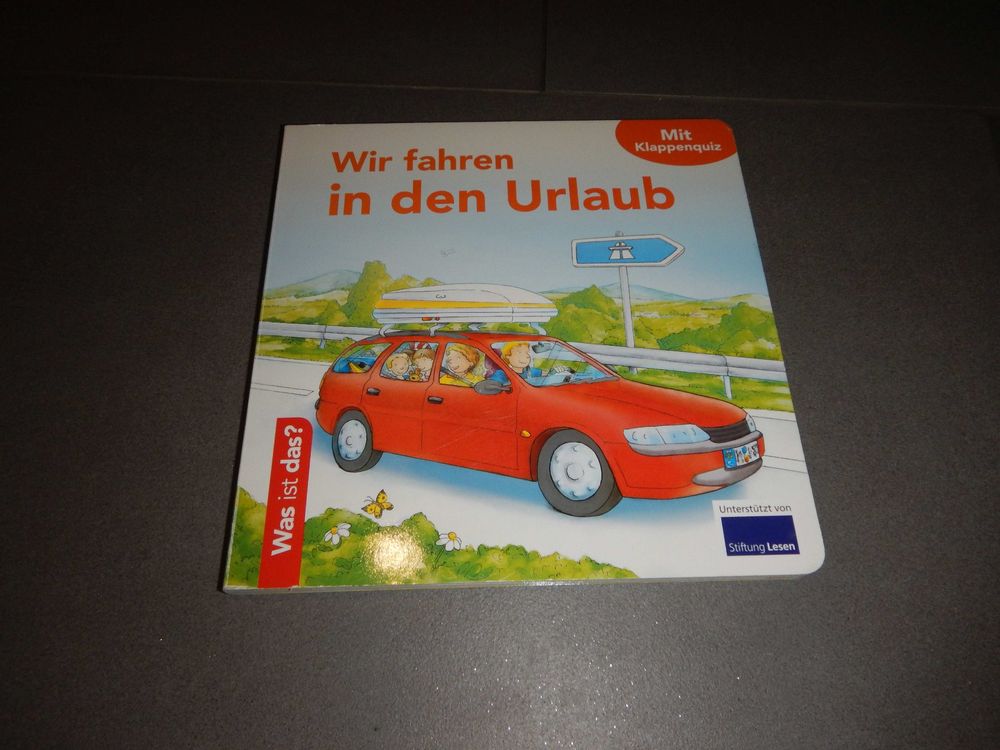 Mit
Klappenquiz
Wir fahren
in den Urlaub
Was ist das?
Unterstützt von
Stiftung Lesen